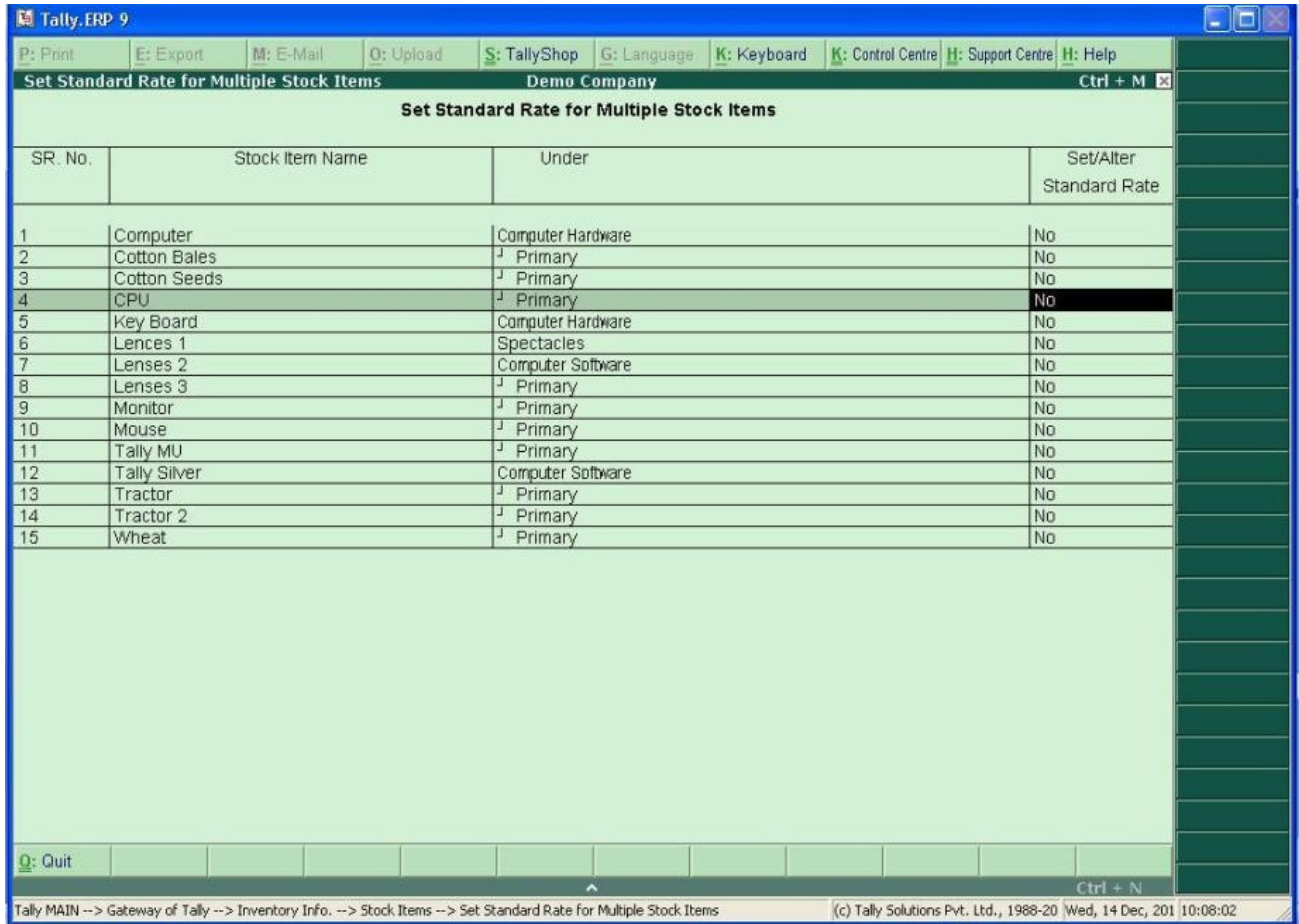 Tally.ERP 9
P: Print E: Export M: E-Mail O: Upload S: TallyShop G: Language K: Keyboard K: Control Centre H: Support Centre H: Help
Set Standard Rate for Multiple Stock Items Demo Company Ctrl + M
Set Standard Rate for Multiple Stock Items
SR. No. Stock Item Name Under Set/Alter
Standard Rate
1 Computer Computer Hardware No
2 Cotton Bales ┘ Primary No
3 Cotton Seeds ┘ Primary No
4 CPU ┘ Primary No
5 Key Board Computer Hardware No
6 Lences 1 Spectacles No
7 Lenses 2 Computer Software No
8 Lenses 3 ┘ Primary No
9 Monitor ┘ Primary No
10 Mouse ┘ Primary No
11 Tally MU ┘ Primary No
12 Tally Silver Computer Software No
13 Tractor ┘ Primary No
14 Tractor 2 ┘ Primary No
15 Wheat ┘ Primary No
Q: Quit
Ctrl + N
Tally MAIN --> Gateway of Tally --> Inventory Info. --> Stock Items --> Set Standard Rate for Multiple Stock Items (c) Tally Solutions Pvt. Ltd., 1988-20 Wed, 14 Dec, 201 10:08:02